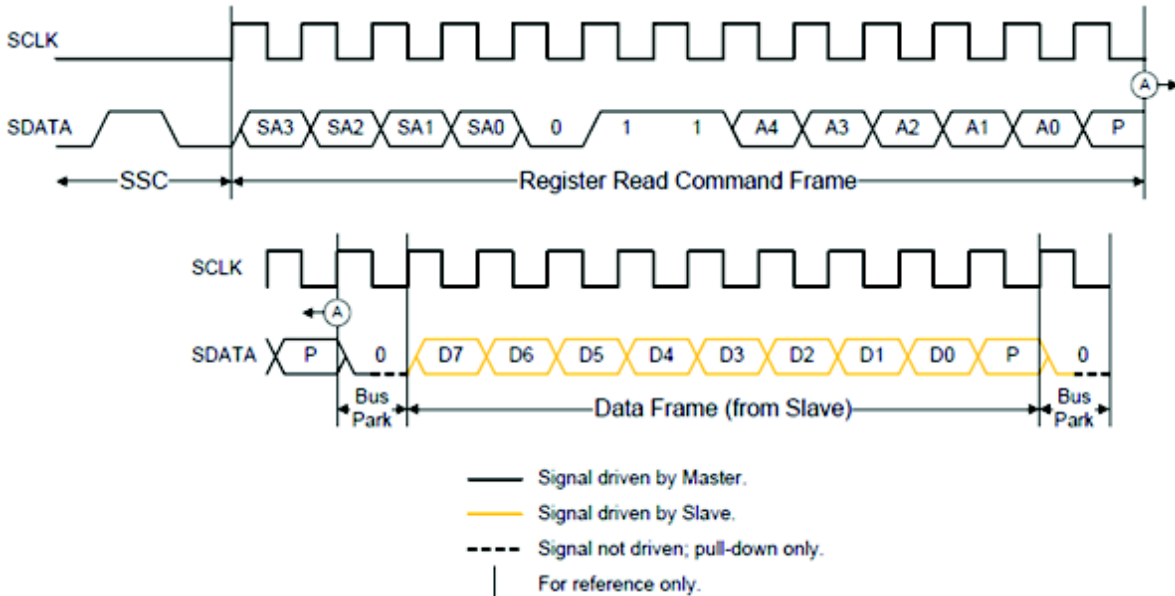 SCLK
A
SDATA SA3 SA2 SA1 SA0 0 1 1 A4 A3 A2 A1 A0 P
SSC Register Read Command Frame
SCLK
A
SDATA P 0 D7 D6 D5 D4 D3 D2 D1 D0 P 0
Bus Park Data Frame (from Slave) Bus Park
Signal driven by Master.
Signal driven by Slave.
Signal not driven; pull-down only.
For reference only.